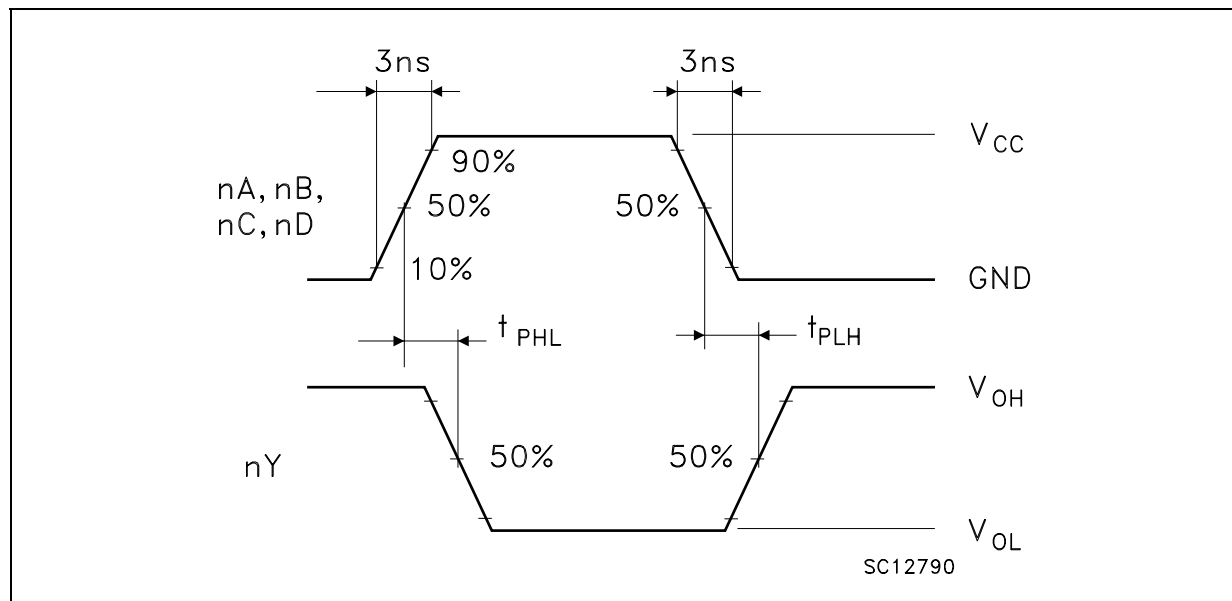 3ns
3ns
V CC
90%
nA, nB,
nC, nD
50%
50%
10%
GND
t PHL
t PLH
V OH
nY
50%
50%
V OL
SC12790